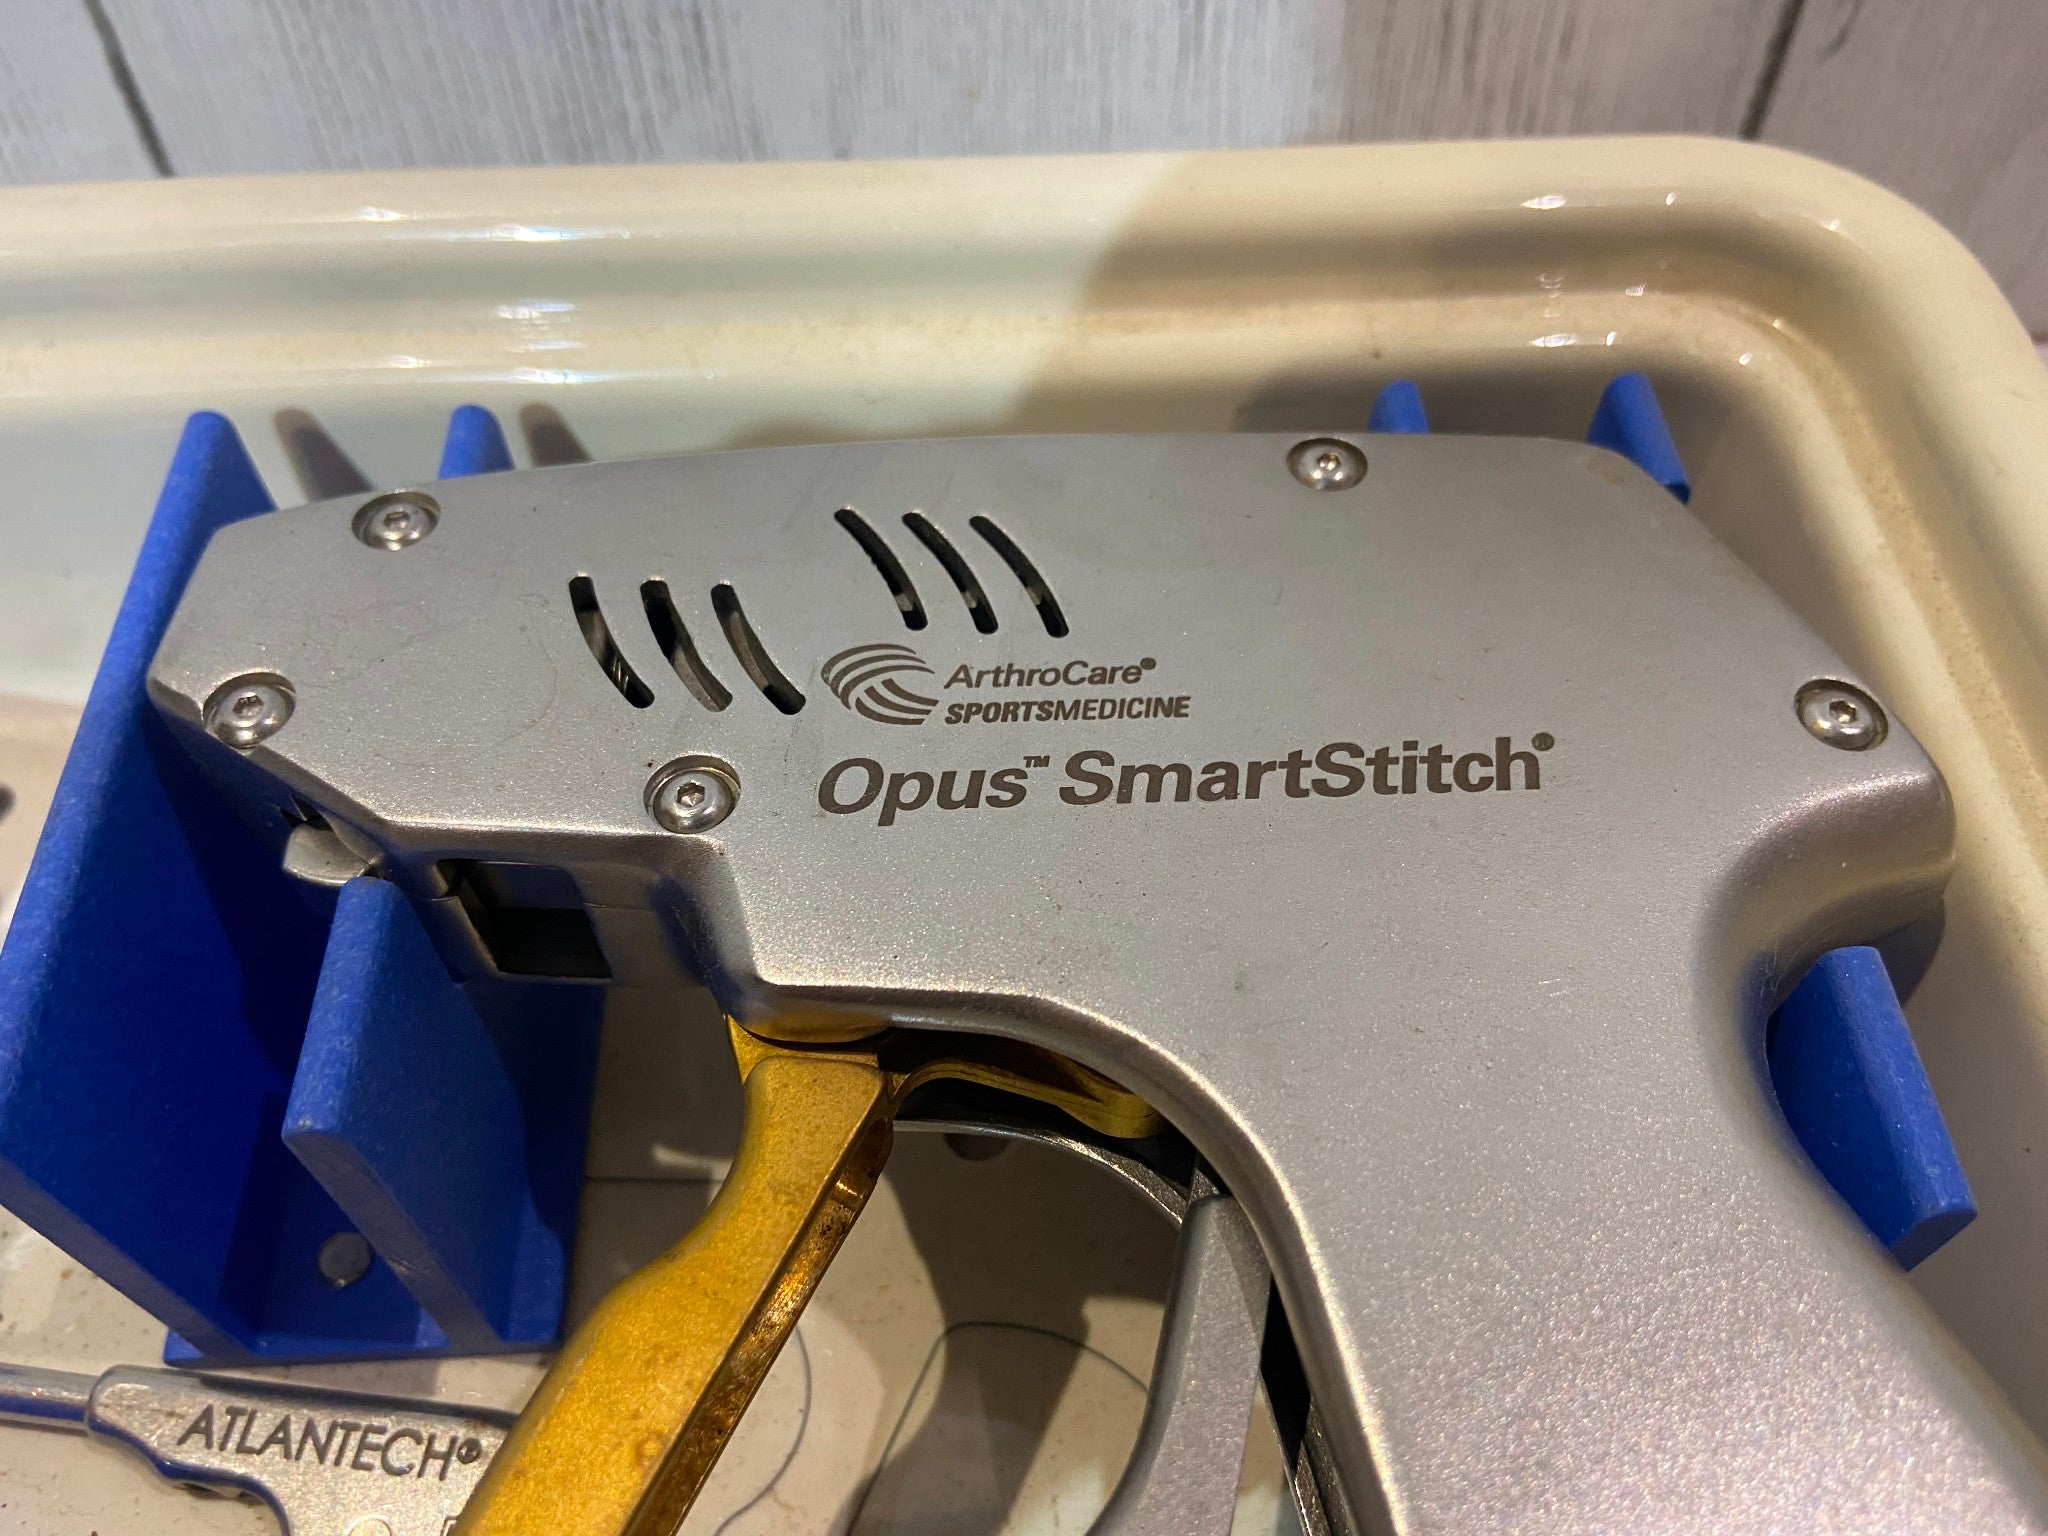 ArthroCare®
SPORTSMEDICINE
Opus™ SmartStitch®
ATLANTECH®